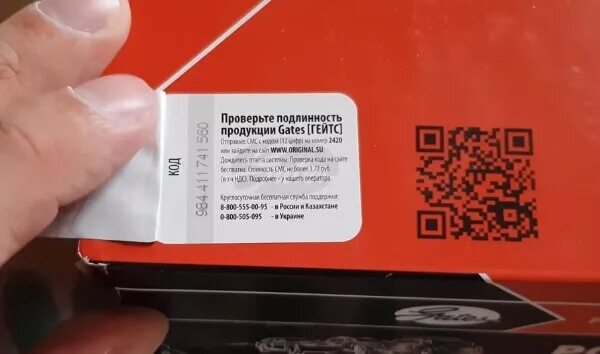 Проверьте подлинность
продукции Gates [ГЕЙТС]
Отправьте СМС с кодом (12 цифр) на номер 2420
или зайдите на сайт WWW.ORIGINAL.SU
Дождитесь ответа системы. Проверка кода на сайте
бесплатна. Стоимость СМС не более 1,77 руб
(в т.ч НДС). Подробнее - у нашего оператора.
Круглосуточная бесплатная служба поддержки:
8-800-555-00-95 - в России и Казахстане
0-800-505-095 - в Украине
КОД
984 411 741 560
Gates